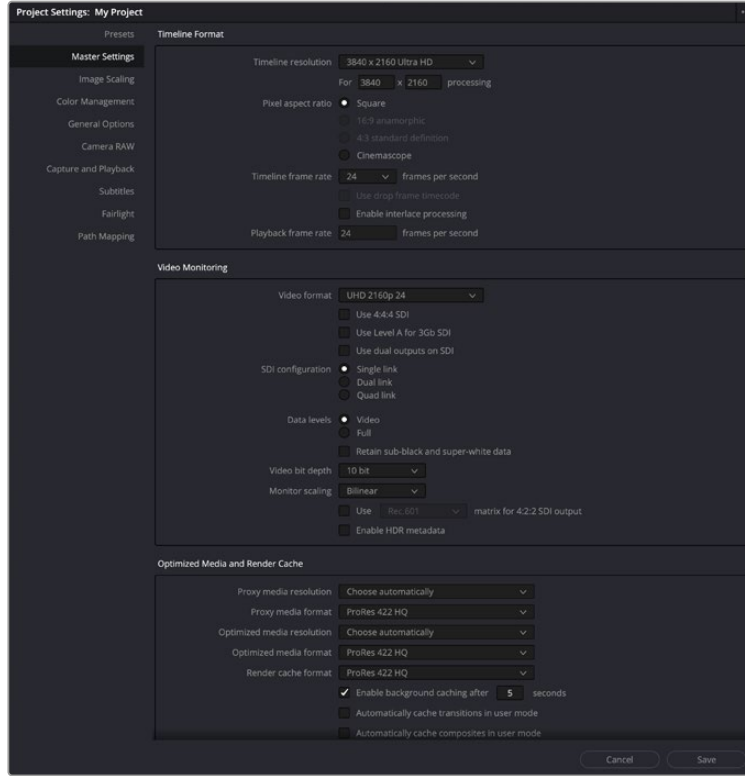 Project Settings: My Project
Presets
Master Settings
Image Scaling
Color Management
General Options
Camera RAW
Capture and Playback
Subtitles
Fairlight
Path Mapping
Timeline Format
Timeline resolution 3840 x 2160 Ultra HD
For 3840 x 2160 processing
Pixel aspect ratio Square
16:9 anamorphic
4:3 standard definition
Cinemascope
Timeline frame rate 24 frames per second
Use drop frame timecode
Enable interlace processing
Playback frame rate 24 frames per second
Video Monitoring
Video format UHD 2160p 24
Use 4:4:4 SDI
Use Level A for 3Gb SDI
Use dual outputs on SDI
SDI configuration Single link
Dual link
Quad link
Data levels Video
Full
Retain sub-black and super-white data
Video bit depth 10 bit
Monitor scaling Bilinear
Use Rec.601 matrix for 4:2:2 SDI output
Enable HDR metadata
Optimized Media and Render Cache
Proxy media resolution Choose automatically
Proxy media format ProRes 422 HQ
Optimized media resolution Choose automatically
Optimized media format ProRes 422 HQ
Render cache format ProRes 422 HQ
Enable background caching after 5 seconds
Automatically cache transitions in user mode
Automatically cache composites in user mode
Cancel Save